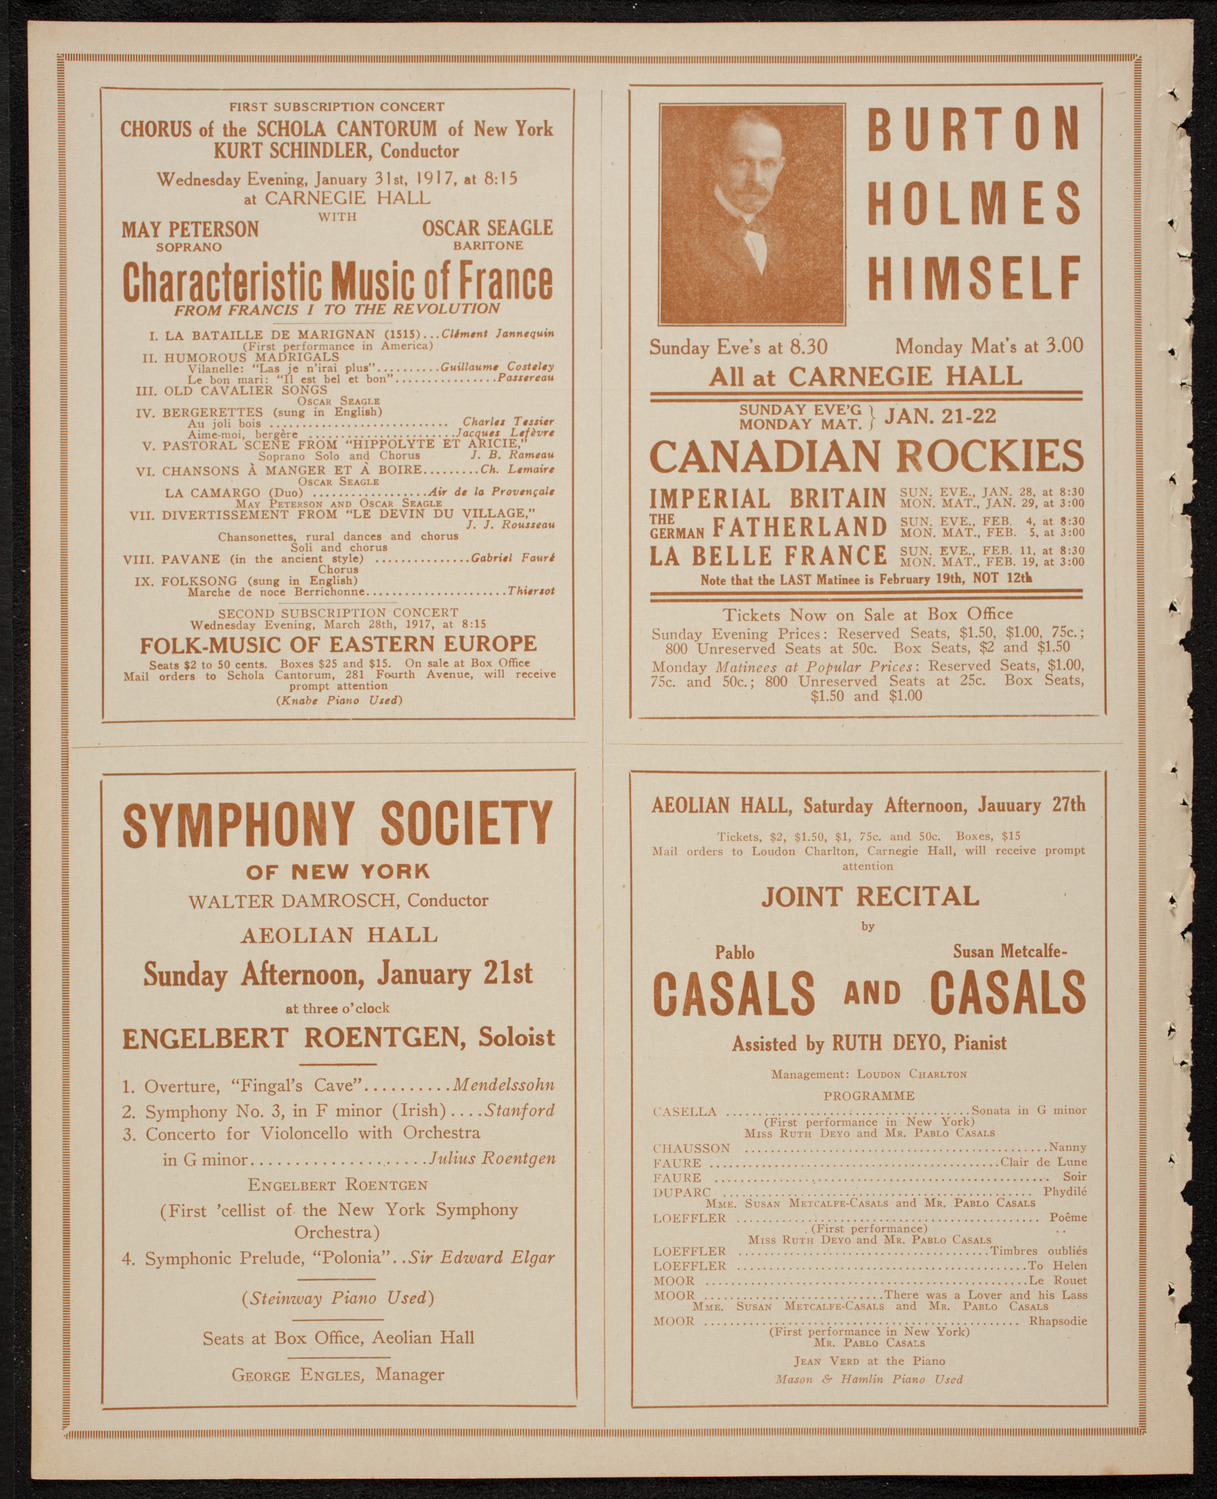 FIRST SUBSCRIPTION CONCERT
CHORUS of the SCHOLA CANTORUM of New York
KURT SCHINDLER, Conductor
Wednesday Evening, January 31st, 1917, at 8:15
at CARNEGIE HALL
WITH
MAY PETERSON OSCAR SEAGLE
SOPRANO BARITONE
Characteristic Music of France
FROM FRANCIS I TO THE REVOLUTION
I. LA BATAILLE DE MARIGNAN (1515)...Clément Jannequin
(First performance in America)
II. HUMOROUS MADRIGALS
Vilanelle: "Las je n'irai plus"..........Guillaume Costeley
Le bon mari: "Il est bel et bon"................Passereau
III. OLD CAVALIER SONGS
OSCAR SEAGLE
IV. BERGERETTES (sung in English)
Au joli bois ............................ Charles Tessier
Aime-moi, bergère .......................Jacques Lefèvre
V. PASTORAL SCENE FROM "HIPPOLYTE ET ARICIE,"
Soprano Solo and Chorus J. B. Rameau
VI. CHANSONS À MANGER ET À BOIRE.........Ch. Lemaire
OSCAR SEAGLE
LA CAMARGO (Duo) ..................Air de la Provençale
MAY PETERSON AND OSCAR SEAGLE
VII. DIVERTISSEMENT FROM "LE DEVIN DU VILLAGE,"
J. J. Rousseau
Chansonettes, rural dances and chorus
Soli and chorus
VIII. PAVANE (in the ancient style) ...............Gabriel Fauré
Chorus
IX. FOLKSONG (sung in English)
Marche de noce Berrichonne......................Thiersot
SECOND SUBSCRIPTION CONCERT
Wednesday Evening, March 28th, 1917, at 8:15
FOLK-MUSIC OF EASTERN EUROPE
Seats $2 to 50 cents. Boxes $25 and $15. On sale at Box Office
Mail orders to Schola Cantorum, 281 Fourth Avenue, will receive
prompt attention
(Knabe Piano Used)
BURTON
HOLMES
HIMSELF
Sunday Eve's at 8.30 Monday Mat's at 3.00
All at CARNEGIE HALL
SUNDAY EVE'G } JAN. 21-22
MONDAY MAT.
CANADIAN ROCKIES
IMPERIAL BRITAIN SUN. EVE., JAN. 28, at 8:30
MON. MAT., JAN. 29, at 3:00
THE GERMAN FATHERLAND SUN. EVE., FEB. 4, at 8:30
MON. MAT., FEB. 5, at 3:00
LA BELLE FRANCE SUN. EVE., FEB. 11, at 8:30
MON. MAT., FEB. 19, at 3:00
Note that the LAST Matinee is February 19th, NOT 12th
Tickets Now on Sale at Box Office
Sunday Evening Prices: Reserved Seats, $1.50, $1.00, 75c.;
800 Unreserved Seats at 50c. Box Seats, $2 and $1.50
Monday Matinees at Popular Prices: Reserved Seats, $1.00,
75c. and 50c.; 800 Unreserved Seats at 25c. Box Seats,
$1.50 and $1.00
SYMPHONY SOCIETY
OF NEW YORK
WALTER DAMROSCH, Conductor
AEOLIAN HALL
Sunday Afternoon, January 21st
at three o'clock
ENGELBERT ROENTGEN, Soloist
1. Overture, "Fingal's Cave"..........Mendelssohn
2. Symphony No. 3, in F minor (Irish)....Stanford
3. Concerto for Violoncello with Orchestra
in G minor....................Julius Roentgen
ENGELBERT ROENTGEN
(First 'cellist of the New York Symphony
Orchestra)
4. Symphonic Prelude, "Polonia"..Sir Edward Elgar
(Steinway Piano Used)
Seats at Box Office, Aeolian Hall
GEORGE ENGLES, Manager
AEOLIAN HALL, Saturday Afternoon, Jauuary 27th
Tickets, $2, $1.50, $1, 75c. and 50c. Boxes, $15
Mail orders to Loudon Charlton, Carnegie Hall, will receive prompt
attention
JOINT RECITAL
by
Pablo Susan Metcalfe-
CASALS AND CASALS
Assisted by RUTH DEYO, Pianist
Management: LOUDON CHARLTON
PROGRAMME
CASELLA ......................................Sonata in G minor
(First performance in New York)
MISS RUTH DEYO and MR. PABLO CASALS
CHAUSSON ...............................................Nanny
FAURE .............................................Clair de Lune
FAURE .................................................... Soir
DUPARC ................................................ Phydilé
MME. SUSAN METCALFE-CASALS and MR. PABLO CASALS
LOEFFLER ............................................... Poême
(First performance)
MISS RUTH DEYO and MR. PABLO CASALS
LOEFFLER .......................................Timbres oubliés
LOEFFLER .............................................To Helen
MOOR ..................................................Le Rouet
MOOR ............................There was a Lover and his Lass
MME. SUSAN METCALFE-CASALS and MR. PABLO CASALS
MOOR ................................................. Rhapsodie
(First performance in New York)
MR. PABLO CASALS
JEAN VERD at the Piano
Mason & Hamlin Piano Used